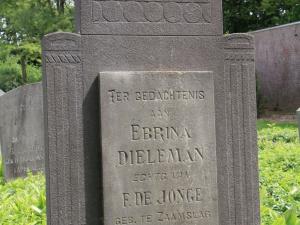 TER GEDACHTENIS
AAN
EBRINA
DIELEMAN
ECHTG. VAN
F. DE JONGE
GEB. TE ZAAMSLAG